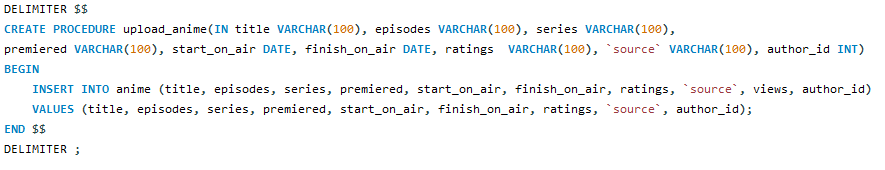 DELIMITER $$
CREATE PROCEDURE upload_anime(IN title VARCHAR(100), episodes VARCHAR(100), series VARCHAR(100),
premiered VARCHAR(100), start_on_air DATE, finish_on_air DATE, ratings  VARCHAR(100), `source` VARCHAR(100), author_id INT)
BEGIN
    INSERT INTO anime (title, episodes, series, premiered, start_on_air, finish_on_air, ratings, `source`, views, author_id)
    VALUES (title, episodes, series, premiered, start_on_air, finish_on_air, ratings, `source`, author_id);
END $$
DELIMITER ;